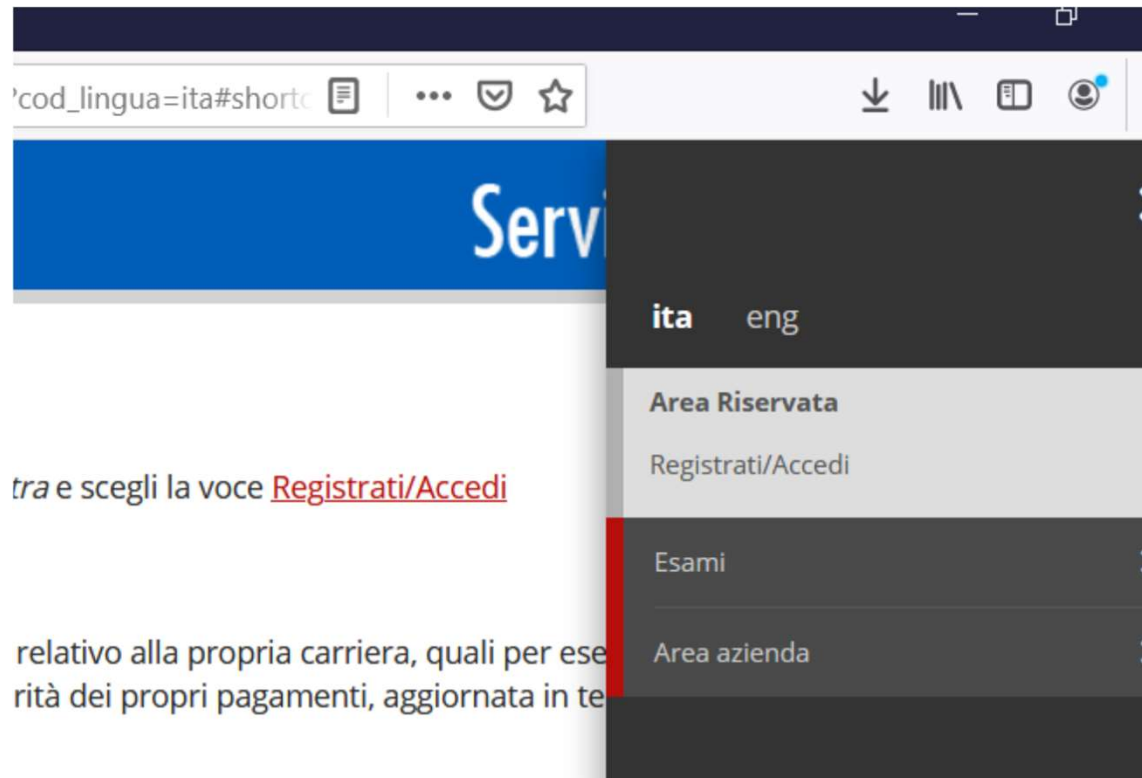 ?cod_lingua=ita#shortc
Servi
ita eng
Area Riservata
Registrati/Accedi
tra e scegli la voce Registrati/Accedi
Esami
relativo alla propria carriera, quali per ese
Area azienda
rità dei propri pagamenti, aggiornata in te